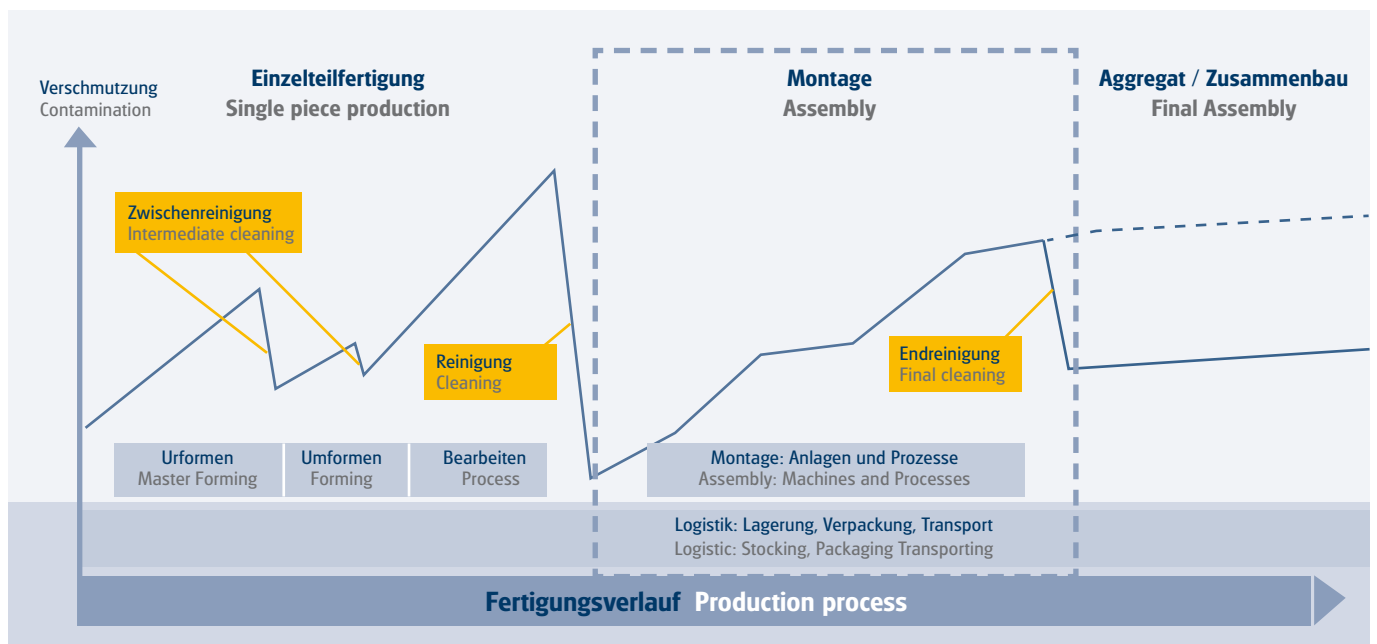 Verschmutzung
Contamination
Einzelteilfertigung
Single piece production
Montage
Assembly
Aggregat / Zusammenbau
Final Assembly
Zwischenreinigung
Intermediate cleaning
Reinigung
Cleaning
Endreinigung
Final cleaning
Urformen
Master Forming
Umformen
Forming
Bearbeiten
Process
Montage: Anlagen und Prozesse
Assembly: Machines and Processes
Logistik: Lagerung, Verpackung, Transport
Logistic: Stocking, Packaging Transporting
Fertigungsverlauf Production process